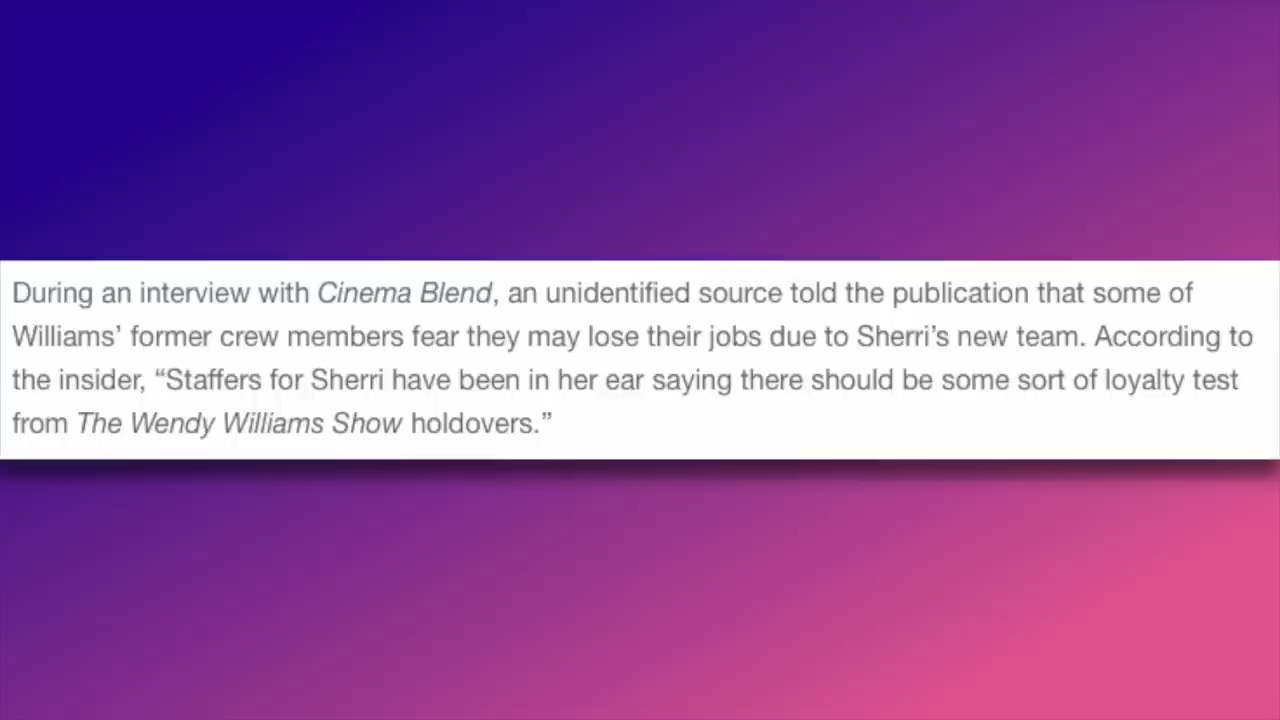 During an interview with Cinema Blend, an unidentified source told the publication that some of
Williams’ former crew members fear they may lose their jobs due to Sherri’s new team. According to
the insider, “Staffers for Sherri have been in her ear saying there should be some sort of loyalty test
from The Wendy Williams Show holdovers.”